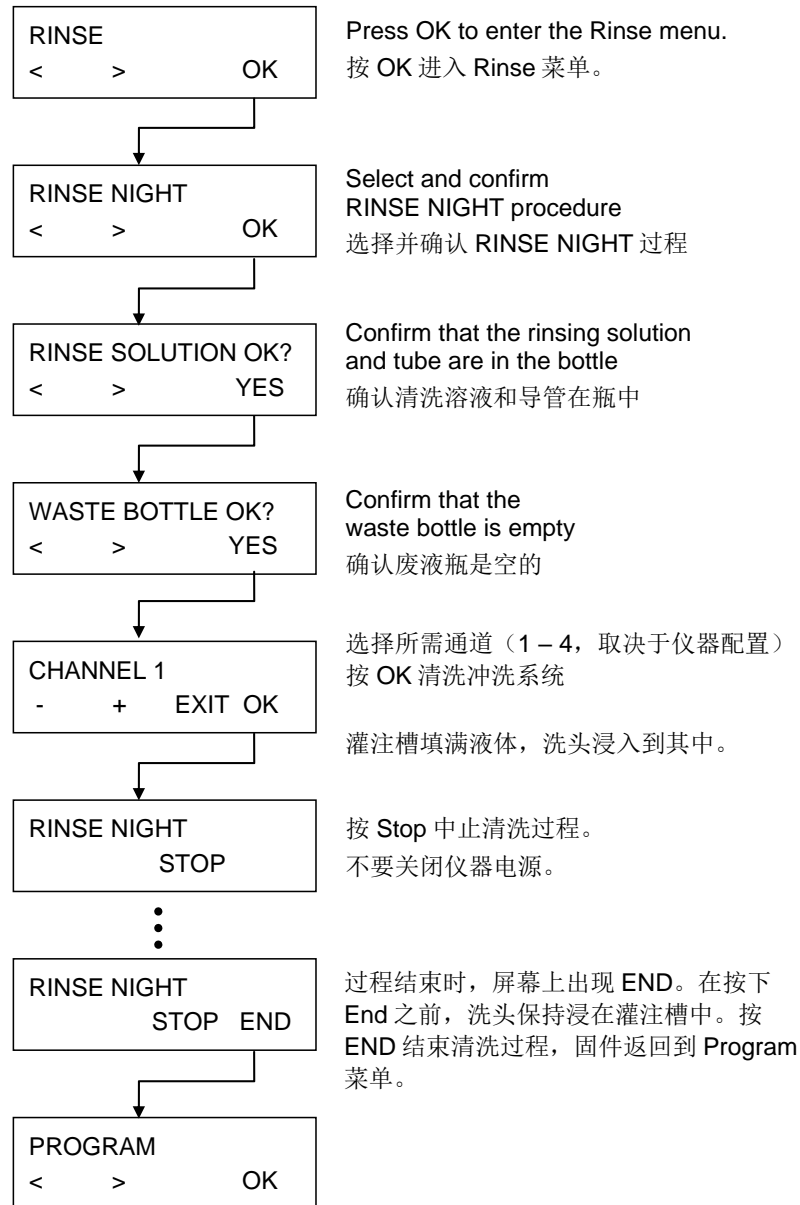 RINSE
< > OK
Press OK to enter the Rinse menu.
按 OK 进入 Rinse 菜单。
RINSE NIGHT
< > OK
Select and confirm
RINSE NIGHT procedure
选择并确认 RINSE NIGHT 过程
RINSE SOLUTION OK?
< > YES
Confirm that the rinsing solution
and tube are in the bottle
确认清洗溶液和导管在瓶中
WASTE BOTTLE OK?
< > YES
Confirm that the
waste bottle is empty
确认废液瓶是空的
CHANNEL 1
- + EXIT OK
选择所需通道（1 – 4，取决于仪器配置）
按 OK 清洗冲洗系统
灌注槽填满液体，洗头浸入到其中。
RINSE NIGHT
STOP
按 Stop 中止清洗过程。
不要关闭仪器电源。
RINSE NIGHT
STOP END
过程结束时，屏幕上出现 END。在按下
End 之前，洗头保持浸在灌注槽中。按
END 结束清洗过程，固件返回到 Program
菜单。
PROGRAM
< > OK